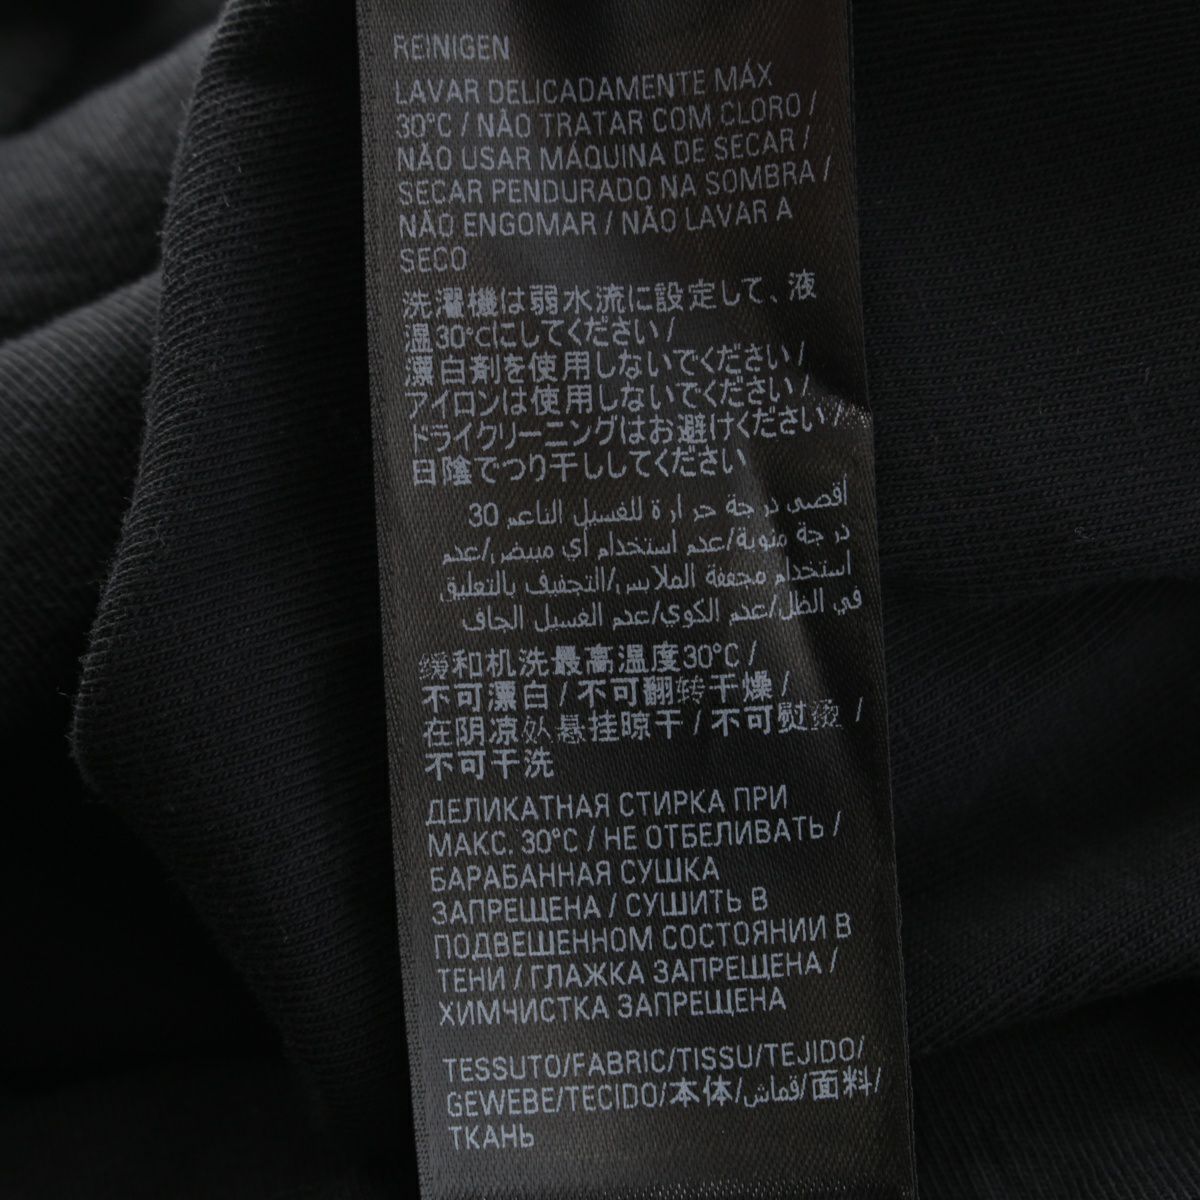 REINIGEN
LAVAR DELICADAMENTE MÁX
30°C / NÃO TRATAR COM CLORO /
NÃO USAR MÁQUINA DE SECAR /
SECAR PENDURADO NA SOMBRA /
NÃO ENGOMAR / NÃO LAVAR A
SECO
洗濯機は弱水流に設定して、液
温30℃にしてください/
漂白剤を使用しないでください/
アイロンは使用しないでください/
ドライクリーニングはお避けください/
日陰でつり干ししてください
أقصى درجة حرارة للغسيل الناعم 30
درجة مئوية/عدم استخدام أي مبيض/عدم
استخدام مجففة الملابس/التجفيف بالتعليق
في الظل/عدم الكوي/عدم الغسيل الجاف
缓和机洗最高温度30℃ /
不可漂白 / 不可翻转干燥 /
在阴凉处悬挂晾干 / 不可熨烫 /
不可干洗
ДЕЛИКАТНАЯ СТИРКА ПРИ
МАКС. 30°С / НЕ ОТБЕЛИВАТЬ /
БАРАБАННАЯ СУШКА
ЗАПРЕЩЕНА / СУШИТЬ В
ПОДВЕШЕННОМ СОСТОЯНИИ В
ТЕНИ / ГЛАЖКА ЗАПРЕЩЕНА /
ХИМЧИСТКА ЗАПРЕЩЕНА
TESSUTO/FABRIC/TISSU/TEJIDO/
GEWEBE/TECIDO/本体/قماش/面料/
ТКАНЬ